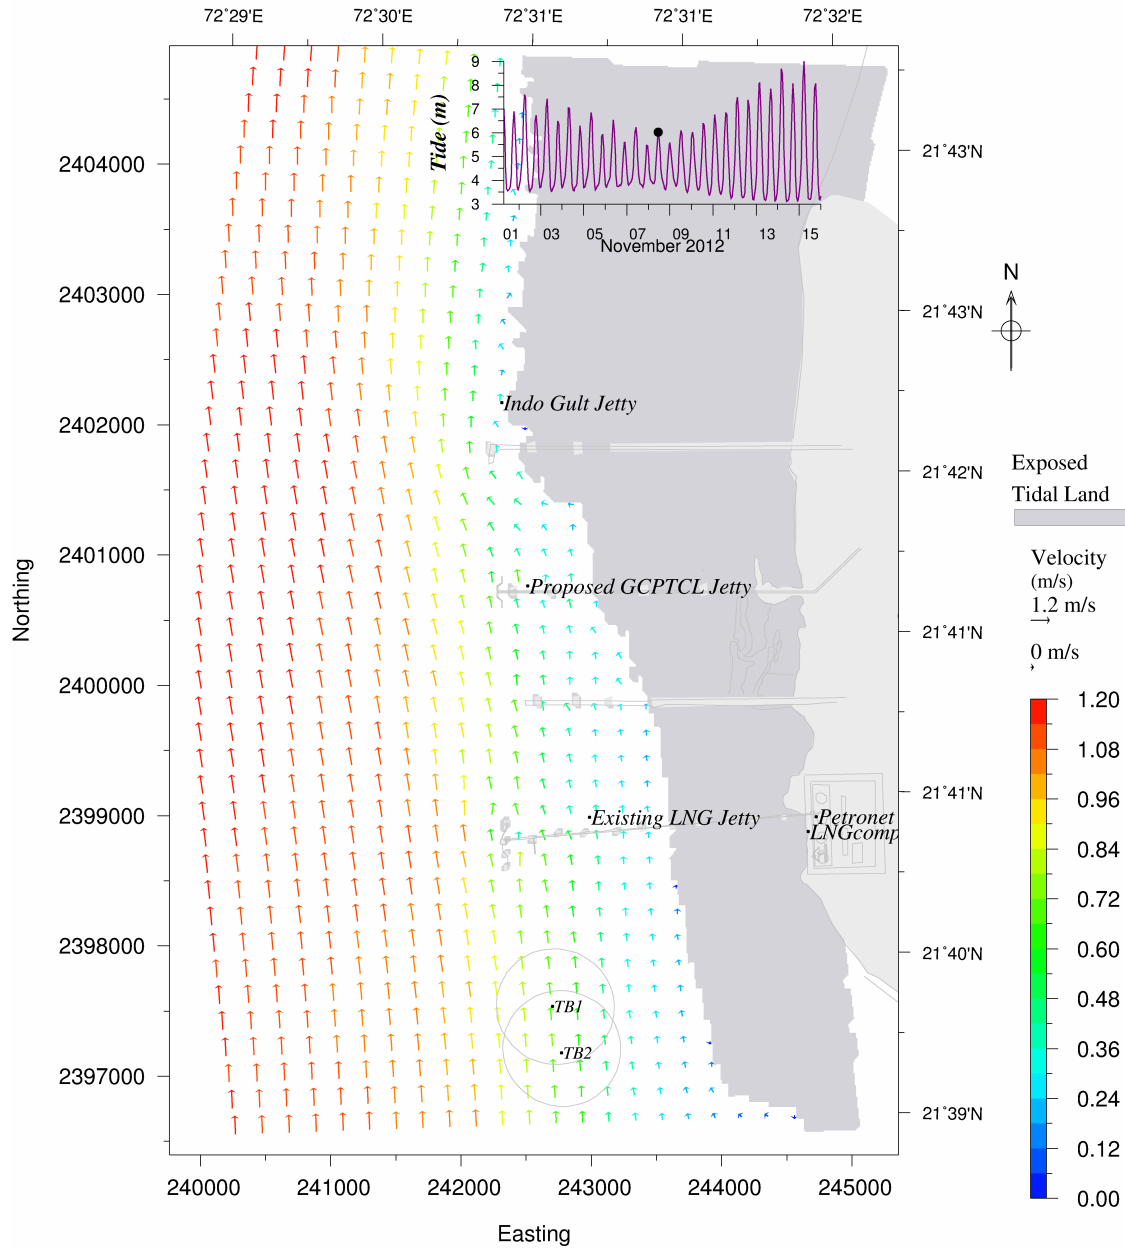 72°29'E 72°30'E 72°31'E 72°31'E 72°32'E
9
8
7
6
5
4
3
Tide (m)
01 03 05 07 09 11 13 15
November 2012
2404000
2403000
2402000
2401000
2400000
2399000
2398000
2397000
Northing
21°43'N
21°43'N
21°42'N
21°41'N
21°41'N
21°40'N
21°39'N
N
Indo Gult Jetty
Proposed GCPTCL Jetty
Existing LNG Jetty
Petronet
LNGcomp
TB1
TB2
Exposed
Tidal Land
Velocity
(m/s)
1.2 m/s
0 m/s
1.20
1.08
0.96
0.84
0.72
0.60
0.48
0.36
0.24
0.12
0.00
240000 241000 242000 243000 244000 245000
Easting